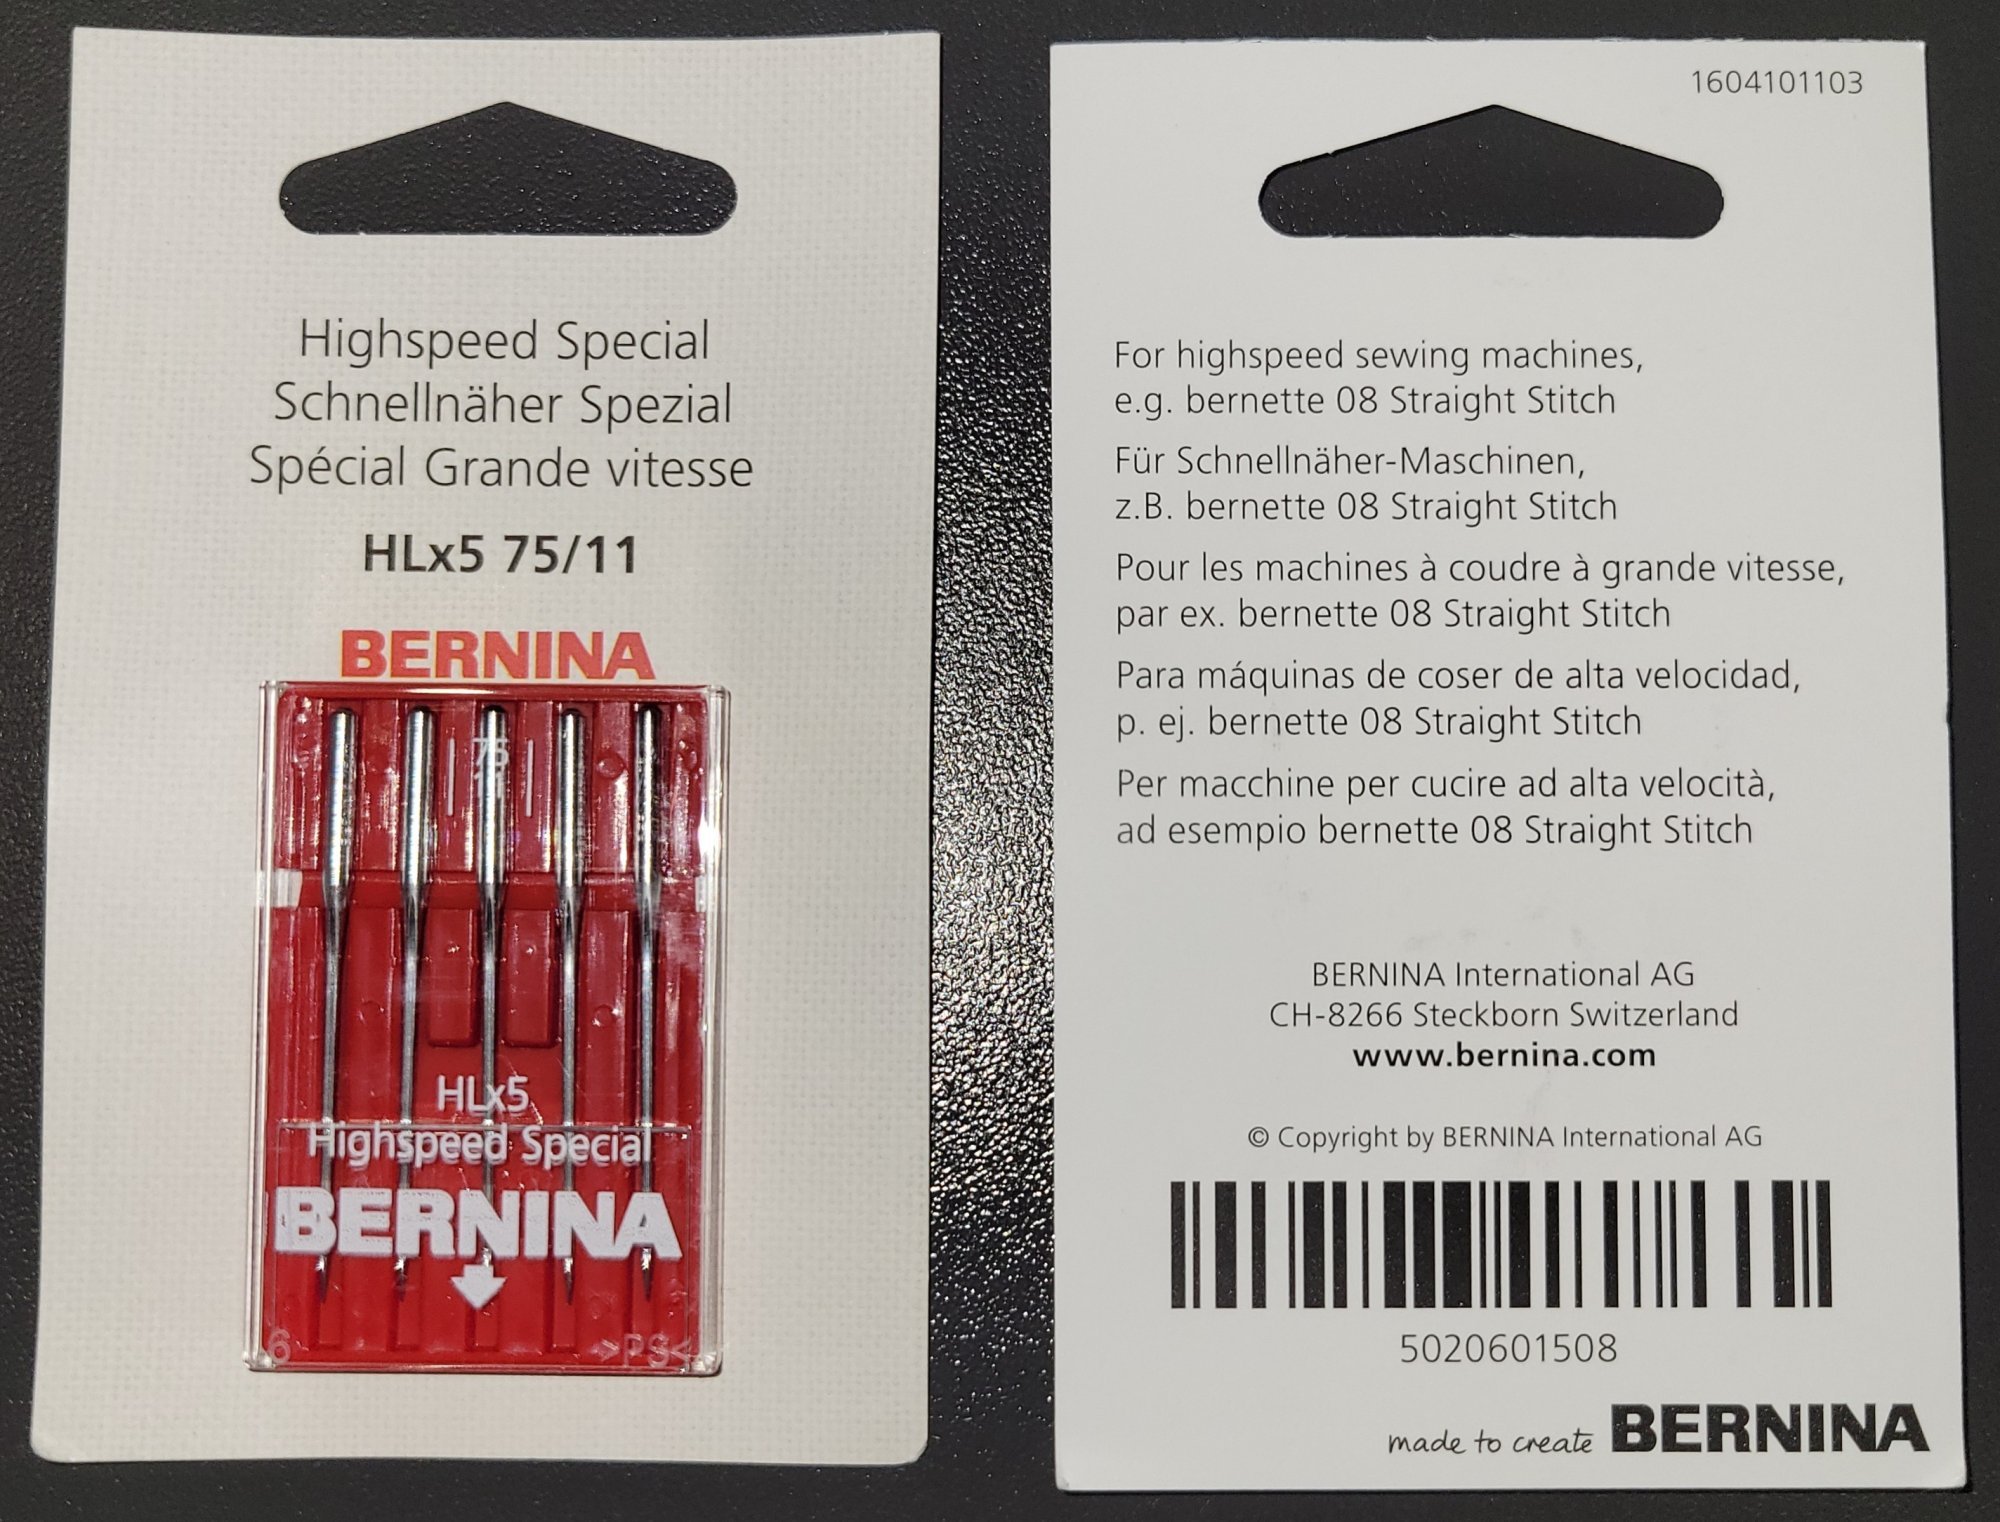 Highspeed Special
Schnellnäher Spezial
Spécial Grande vitesse
HLx5 75/11
BERNINA
75
11
HLx5
Highspeed Special
BERNINA
6
>PS<
1604101103
For highspeed sewing machines,
e.g. bernette 08 Straight Stitch
Für Schnellnäher-Maschinen,
z.B. bernette 08 Straight Stitch
Pour les machines à coudre à grande vitesse,
par ex. bernette 08 Straight Stitch
Para máquinas de coser de alta velocidad,
p. ej. bernette 08 Straight Stitch
Per macchine per cucire ad alta velocità,
ad esempio bernette 08 Straight Stitch
BERNINA International AG
CH-8266 Steckborn Switzerland
www.bernina.com
© Copyright by BERNINA International AG
5020601508
made to create BERNINA